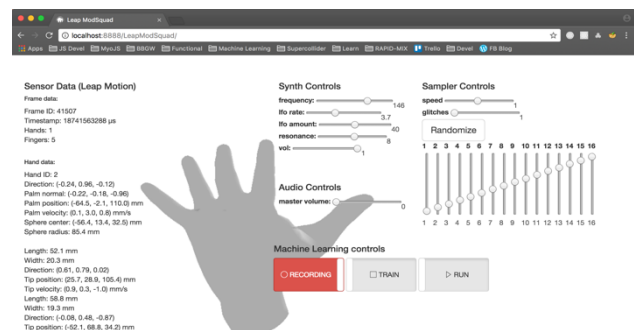 Leap ModSquad
localhost:8888/LeapModSquad/
Apps JS Devel MyoJS BBGW Functional Machine Learning Supercollider Learn RAPID-MIX Trello Devel FB Blog
Sensor Data (Leap Motion)
Frame data:
Frame ID: 41507
Timestamp: 18741563288 µs
Hands: 1
Fingers: 5
Hand data:
Hand ID: 2
Direction: (-0.24, 0.96, -0.12)
Palm normal: (-0.22, -0.18, -0.96)
Palm position: (-64.5, -2.1, 110.0) mm
Palm velocity: (0.1, 3.0, 0.8) mm/s
Sphere center: (-56.4, 13.4, 32.5) mm
Sphere radius: 85.4 mm
Length: 52.1 mm
Width: 20.3 mm
Direction: (0.61, 0.79, 0.02)
Tip position: (25.7, 28.9, 105.4) mm
Tip velocity: (0.9, 0.3, -1.0) mm/s
Length: 58.8 mm
Width: 19.3 mm
Direction: (-0.08, 0.48, -0.87)
Tip position: (-52.1, 68.8, 34.2) mm
Synth Controls
frequency: 146
lfo rate: 3.7
lfo amount: 40
resonance: 8
vol: 1
Audio Controls
master volume: 0
Sampler Controls
speed 1
glitches 1
Randomize
1 2 3 4 5 6 7 8 9 10 11 12 13 14 15 16
1 2 3 4 5 6 7 8 9 10 11 12 13 14 15 16
Machine Learning controls
RECORDING TRAIN RUN